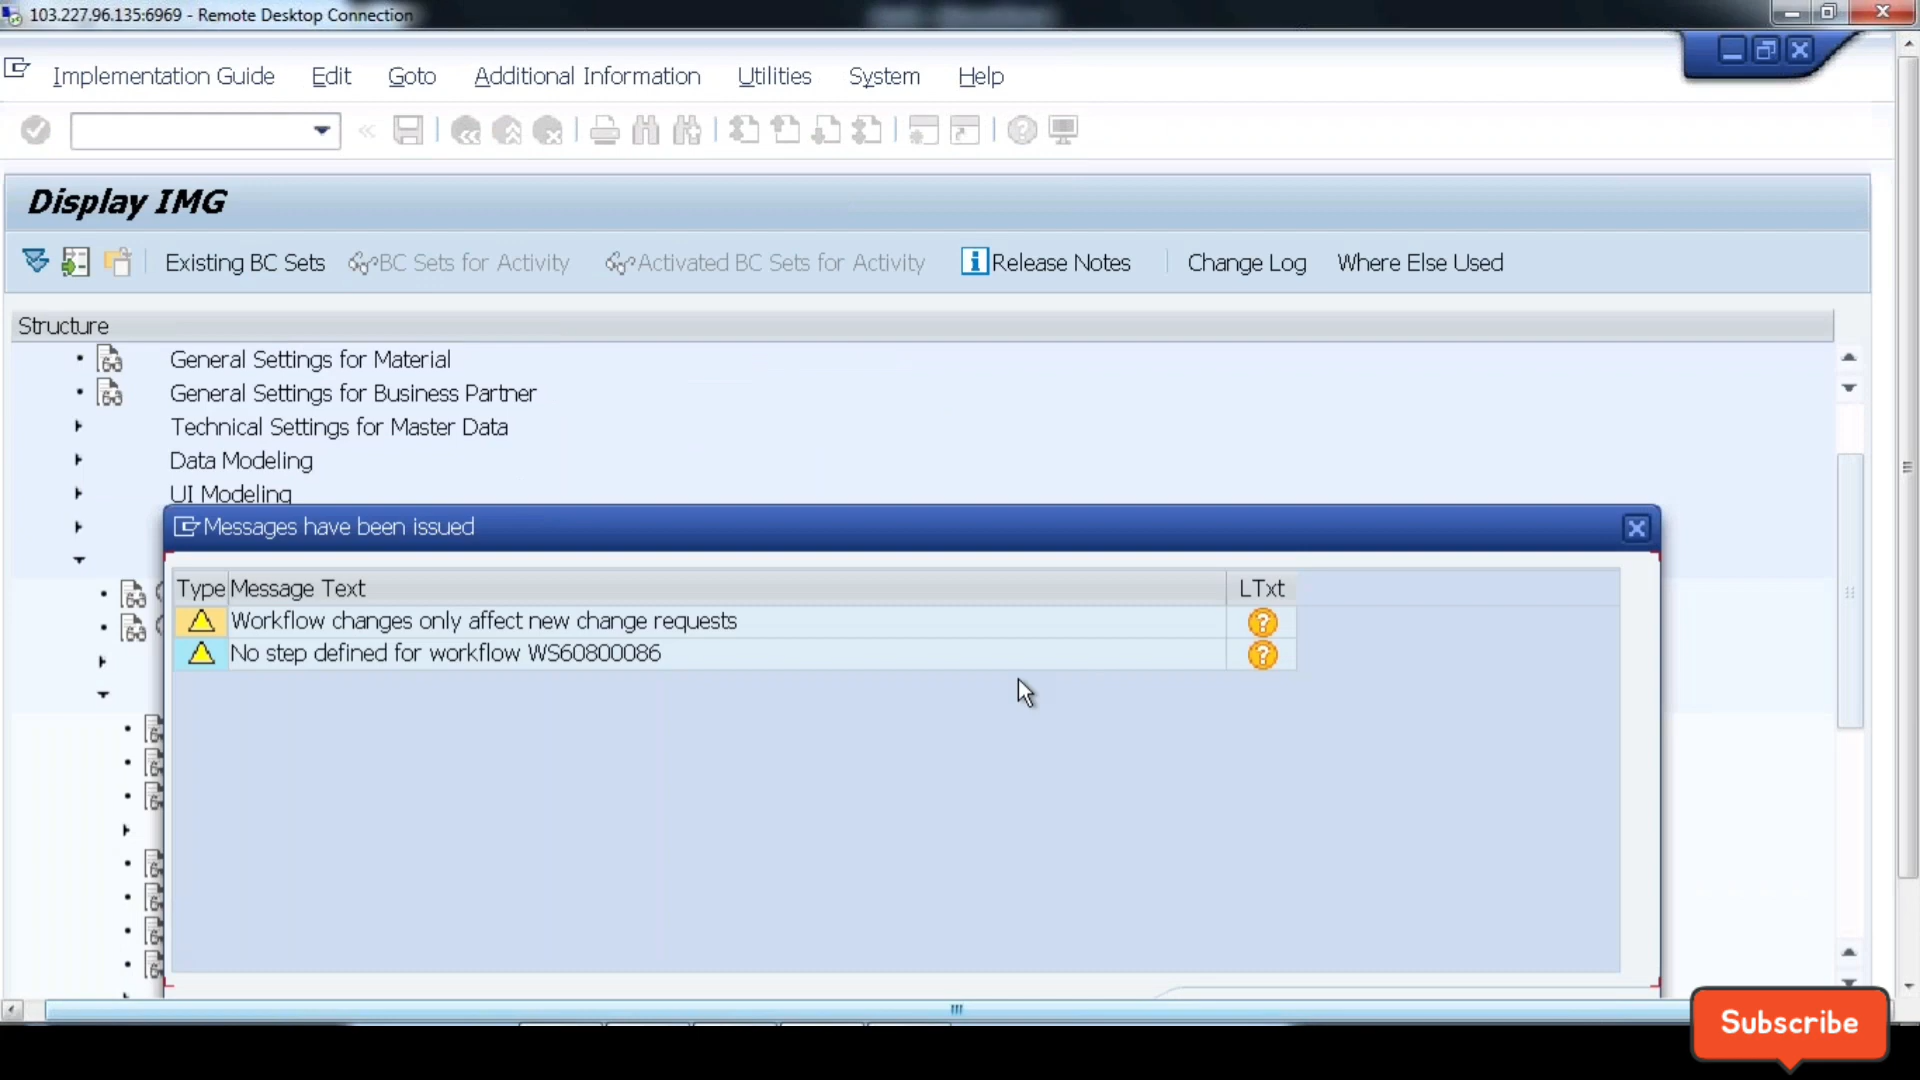 103.227.96.135:6969 - Remote Desktop Connection
Implementation Guide Edit Goto Additional Information Utilities System Help
Display IMG
Existing BC Sets BC Sets for Activity Activated BC Sets for Activity Release Notes Change Log Where Else Used
Structure
General Settings for Material
General Settings for Business Partner
Technical Settings for Master Data
Data Modeling
UI Modeling
Messages have been issued
Type Message Text LTxt
Workflow changes only affect new change requests
No step defined for workflow WS60800086
Subscribe